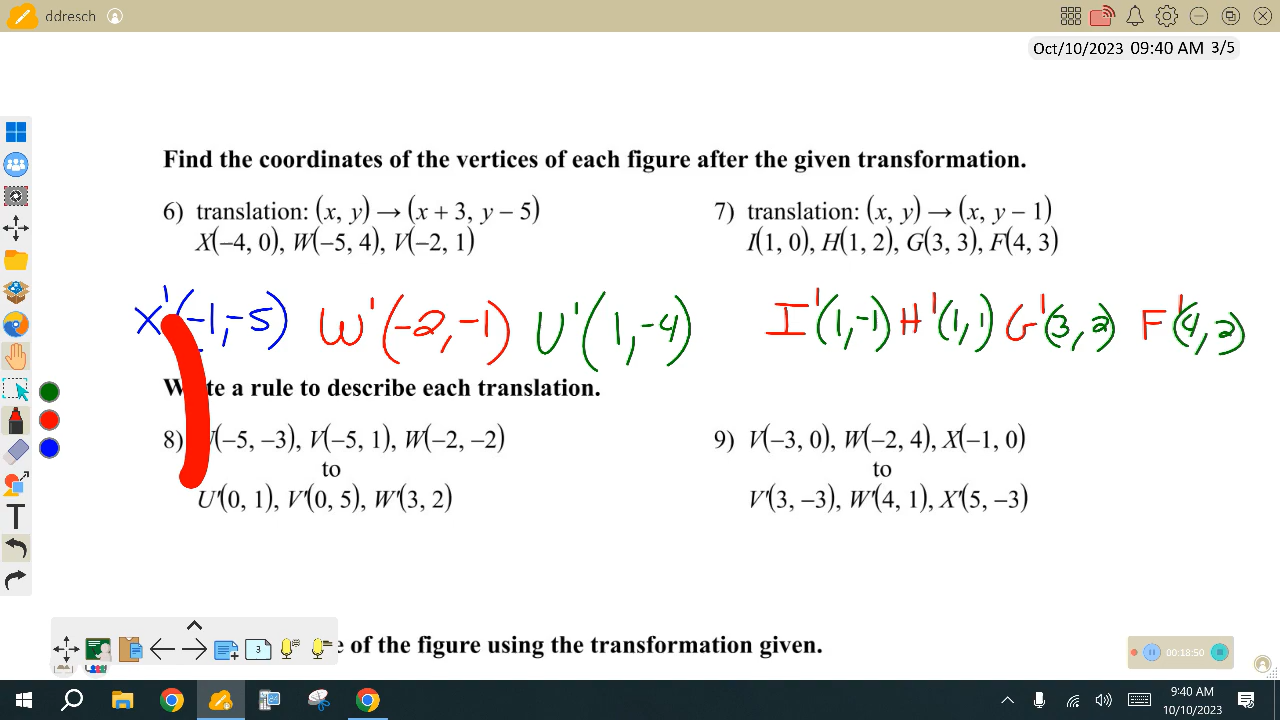 ddresch
Oct/10/2023 09:40 AM 3/5
Find the coordinates of the vertices of each figure after the given transformation.
6) translation: (x, y) → (x + 3, y − 5)
X(−4, 0), W(−5, 4), V(−2, 1)
7) translation: (x, y) → (x, y − 1)
I(1, 0), H(1, 2), G(3, 3), F(4, 3)
X'(-1,-5) W'(-2,-1) U'(1,-4)
I'(1,-1) H'(1,1) G'(3,2) F'(4,2)
Write a rule to describe each translation.
8) (−5, −3), V(−5, 1), W(−2, −2)
to
U'(0, 1), V'(0, 5), W'(3, 2)
9) V(−3, 0), W(−2, 4), X(−1, 0)
to
V'(3, −3), W'(4, 1), X'(5, −3)
of the figure using the transformation given.
T
3
00:18:50
9:40 AM
10/10/2023